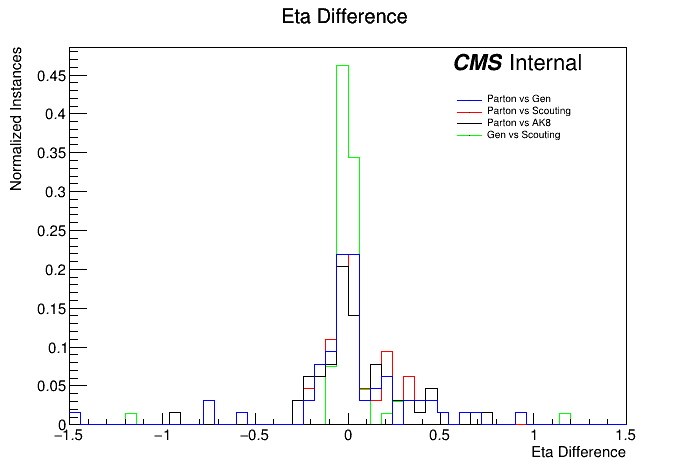 Eta Difference
CMS Internal
Normalized Instances
Parton vs Gen
Parton vs Scouting
Parton vs AK8
Gen vs Scouting
0.45
0.4
0.35
0.3
0.25
0.2
0.15
0.1
0.05
0
−1.5 −1 −0.5 0 0.5 1 1.5
Eta Difference